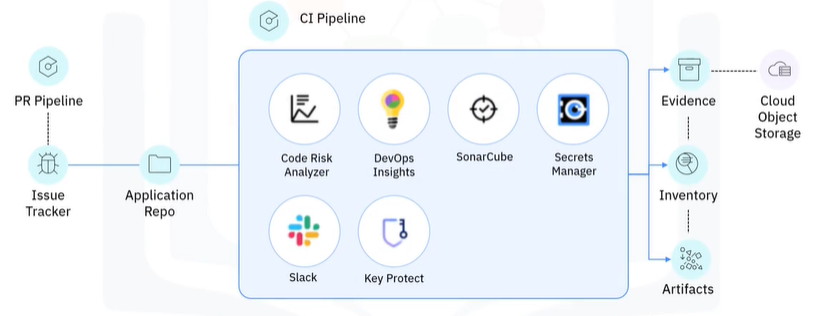 CI Pipeline
PR Pipeline
Issue
Tracker
Application
Repo
Code Risk
Analyzer
DevOps
Insights
SonarCube
Secrets
Manager
Slack
Key Protect
Evidence
Cloud
Object
Storage
Inventory
Artifacts